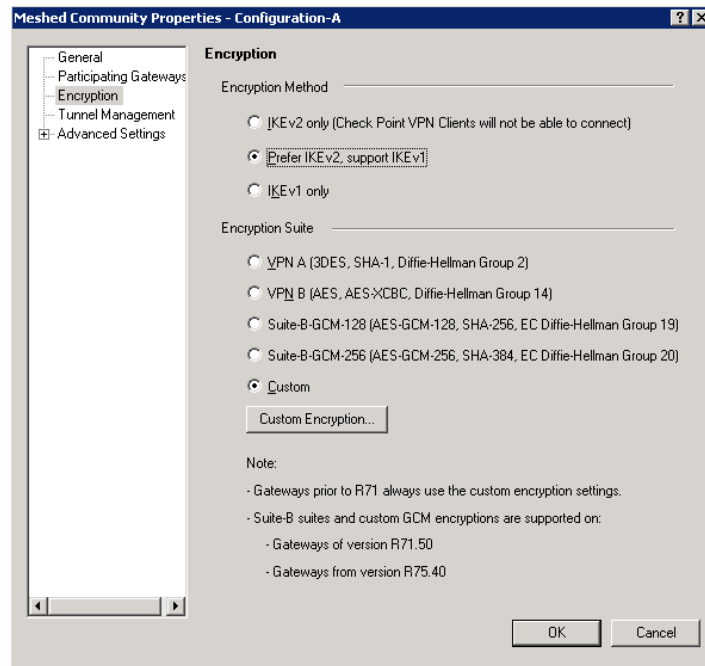 Meshed Community Properties - Configuration-A
General
Participating Gateways
Encryption
Tunnel Management
Advanced Settings
Encryption
Encryption Method
IKEv2 only (Check Point VPN Clients will not be able to connect)
Prefer IKEv2, support IKEv1
IKEv1 only
Encryption Suite
VPN A (3DES, SHA-1, Diffie-Hellman Group 2)
VPN B (AES, AES-XCBC, Diffie-Hellman Group 14)
Suite-B-GCM-128 (AES-GCM-128, SHA-256, EC Diffie-Hellman Group 19)
Suite-B-GCM-256 (AES-GCM-256, SHA-384, EC Diffie-Hellman Group 20)
Custom
Custom Encryption...
Note:
- Gateways prior to R71 always use the custom encryption settings.
- Suite-B suites and custom GCM encryptions are supported on:
- Gateways of version R71.50
- Gateways from version R75.40
OK Cancel